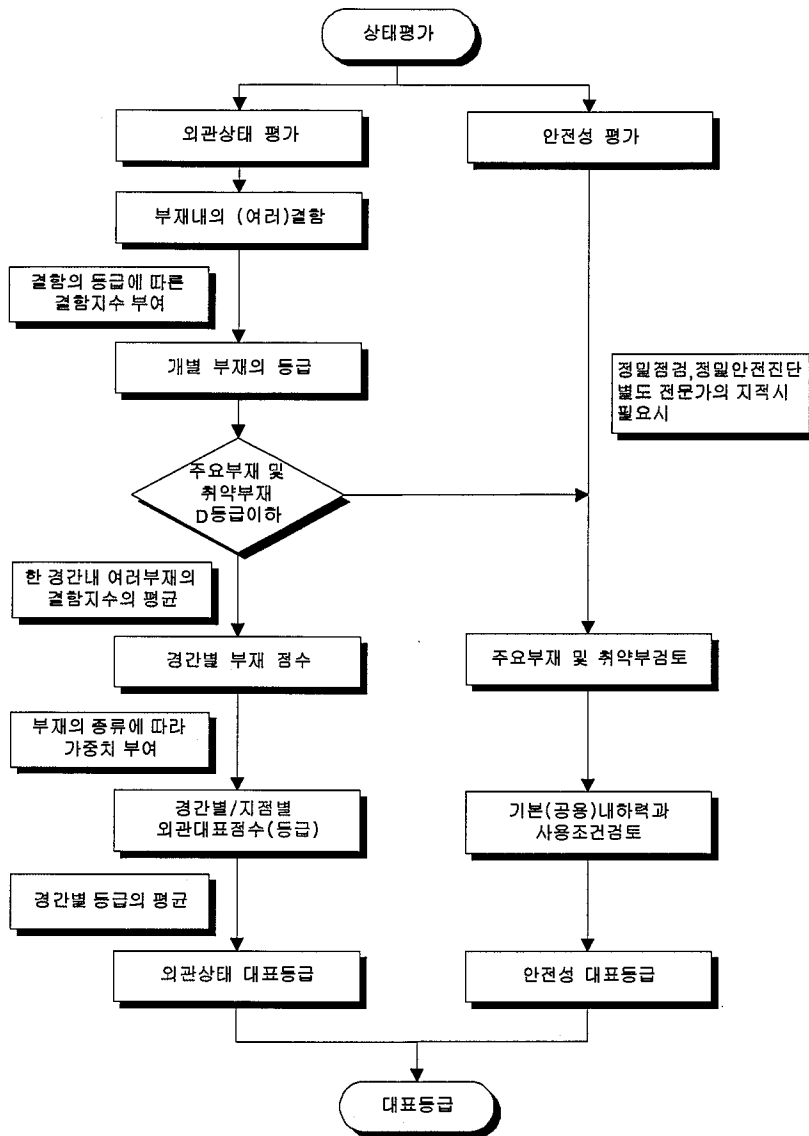 상태평가
외관상태 평가
안전성 평가
부재내의 (여러)결함
결함의 등급에 따른
결함지수 부여
개별 부재의 등급
정밀점검,정밀안전진단
별도 전문가의 지적시
필요시
주요부재 및
취약부재
D등급이하
한 경간내 여러부재의
결함지수의 평균
경간별 부재 점수
주요부재 및 취약부검토
부재의 종류에 따라
가중치 부여
경간별/지점별
외관대표점수(등급)
기본(공용)내하력과
사용조건검토
경간별 등급의 평균
외관상태 대표등급
안전성 대표등급
대표등급